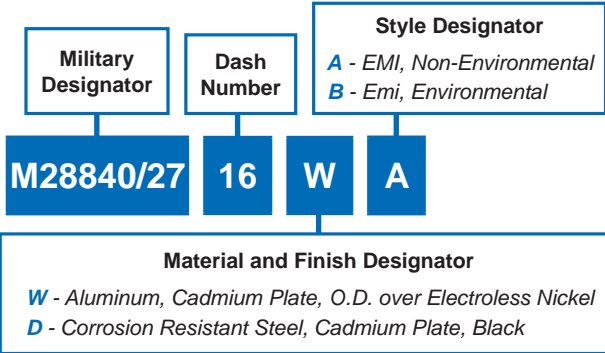 Style Designator
A - EMI, Non-Environmental
B - Emi, Environmental
Military
Designator
Dash
Number
M28840/27 16 W A
Material and Finish Designator
W - Aluminum, Cadmium Plate, O.D. over Electroless Nickel
D - Corrosion Resistant Steel, Cadmium Plate, Black